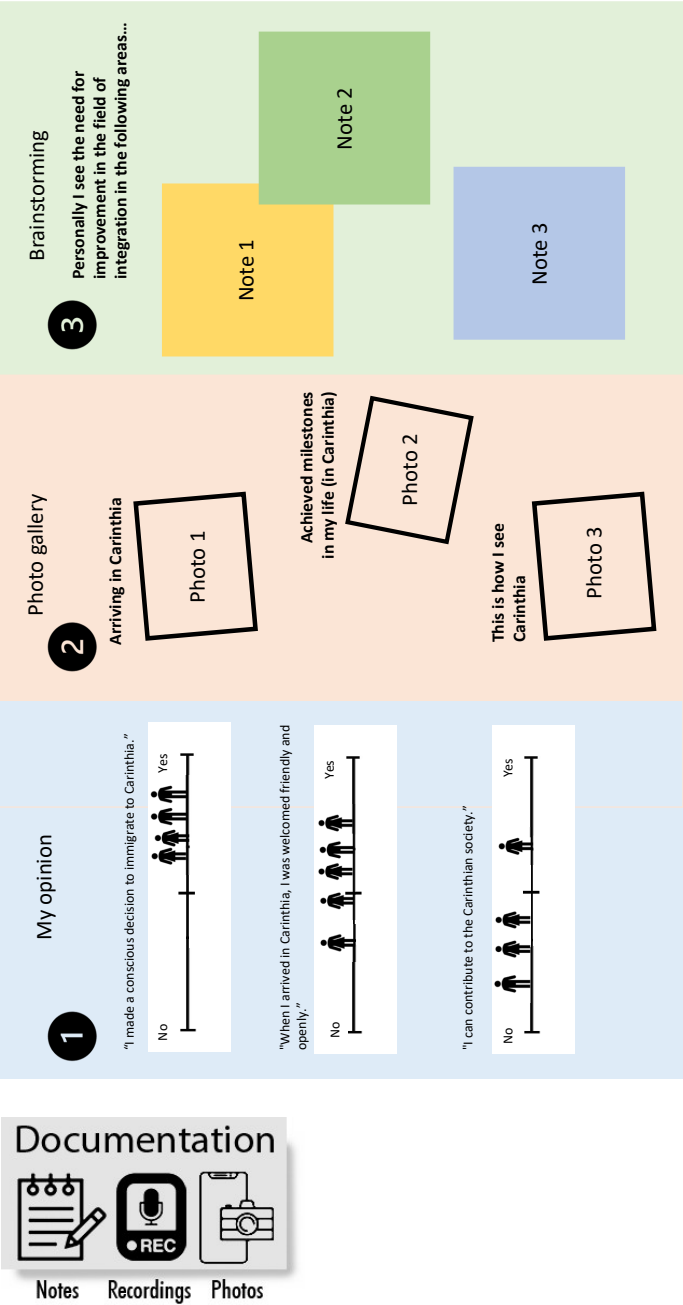 1
My opinion
“I made a conscious decision to immigrate to Carinthia.”
No
Yes
"When I arrived in Carinthia, I was welcomed friendly and
openly.”
No
Yes
"I can contribute to the Carinthian society.”
No
Yes
2
Photo gallery
Arriving in Carinthia
Photo 1
Achieved milestones
in my life (in Carinthia)
Photo 2
This is how I see
Carinthia
Photo 3
3
Brainstorming
Personally I see the need for
improvement in the field of
integration in the following areas...
Note 1
Note 2
Note 3
Documentation
REC
Notes
Recordings
Photos